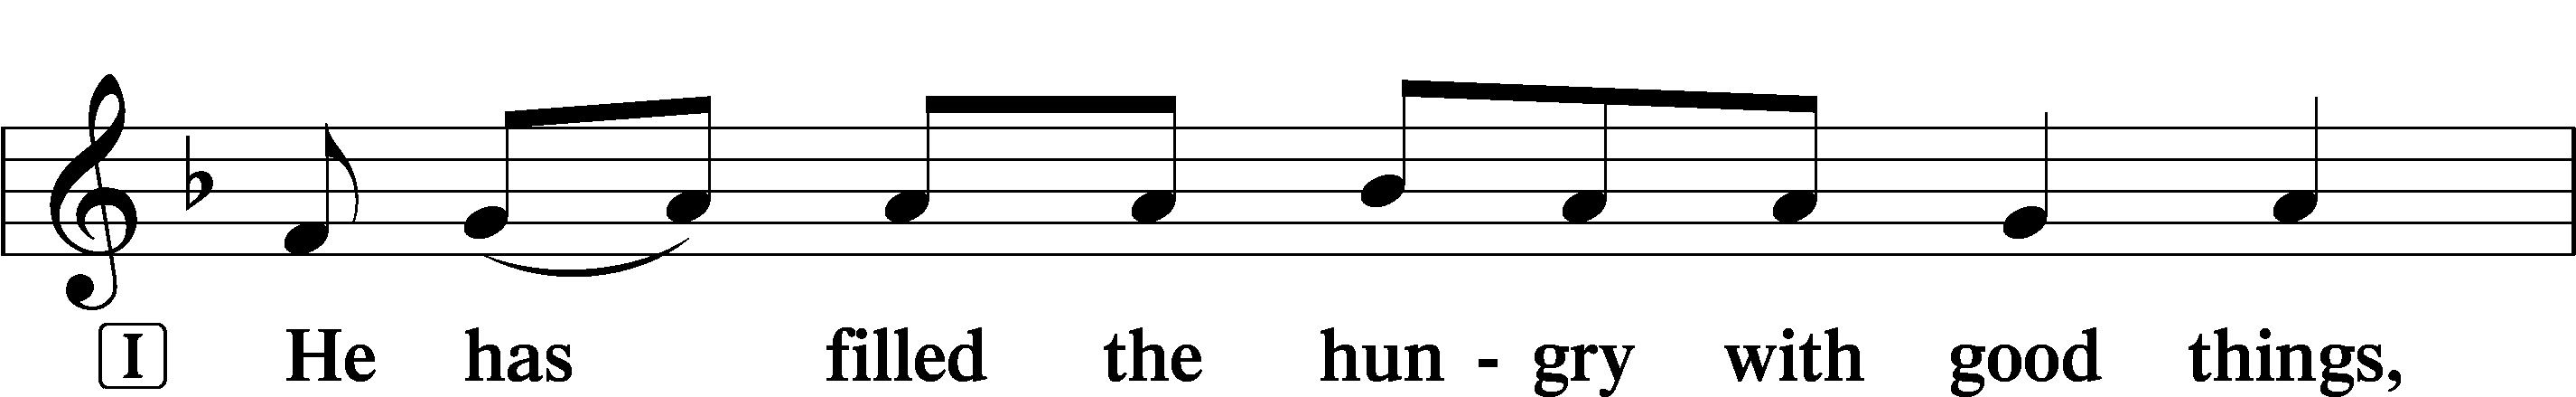 I He has filled the hun - gry with good things,